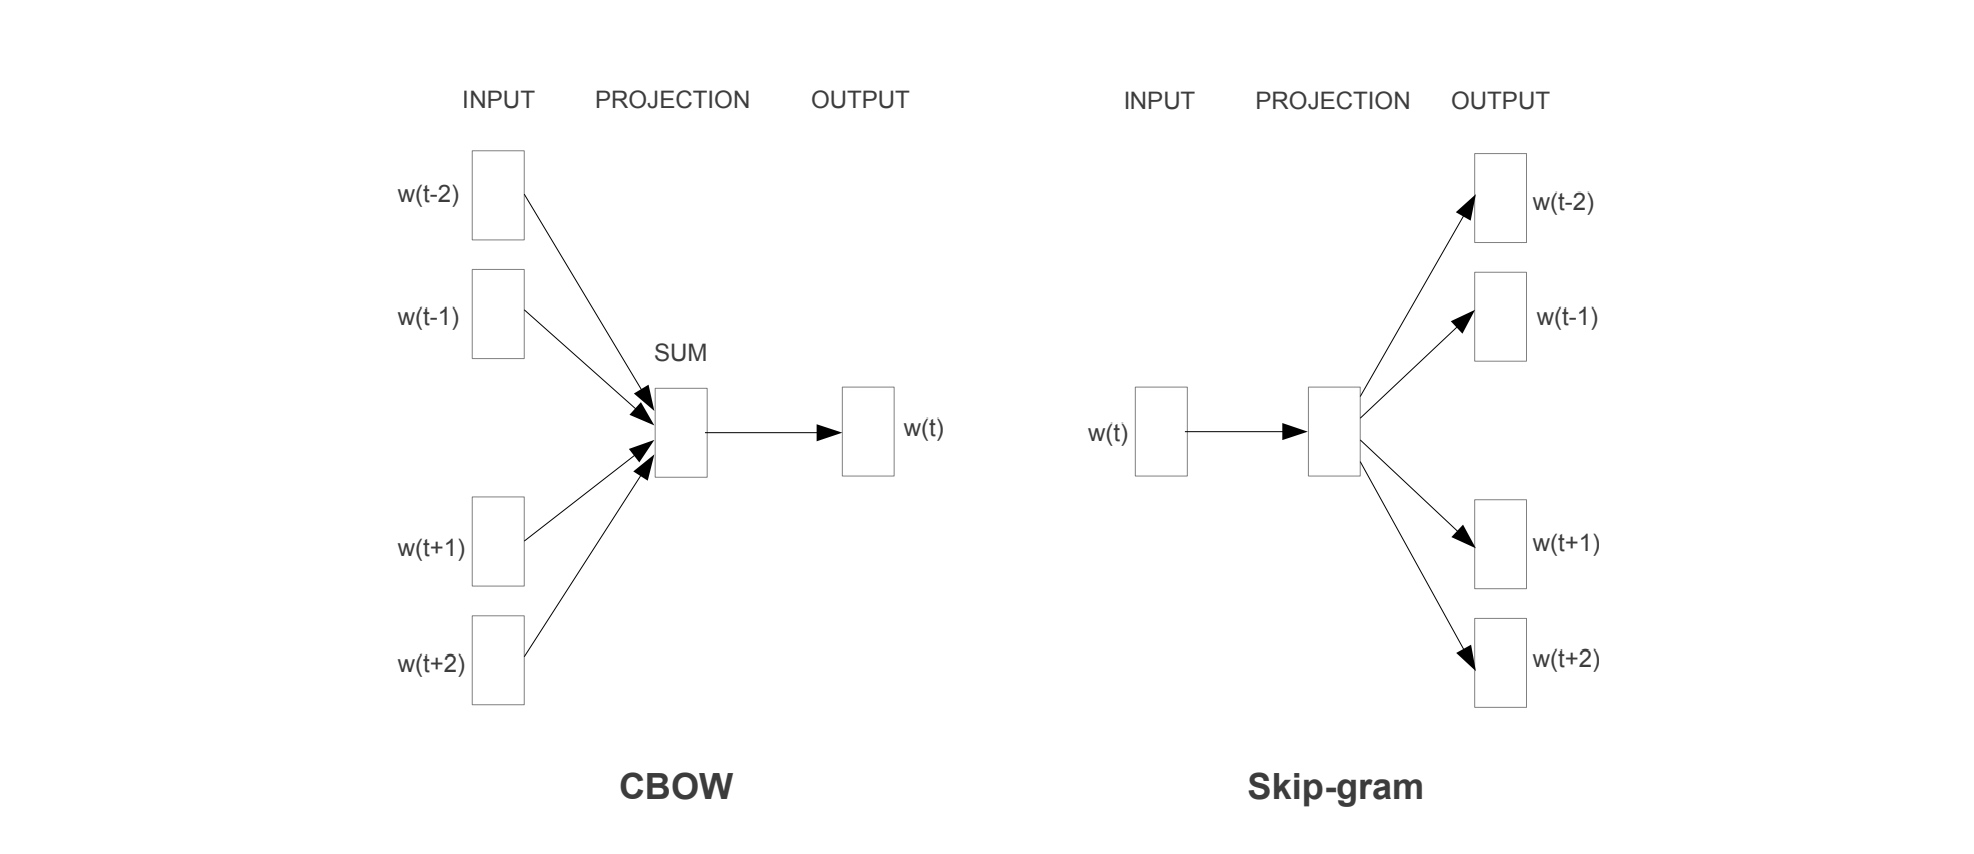 INPUT PROJECTION OUTPUT
w(t-2)
w(t-1)
SUM
w(t)
w(t+1)
w(t+2)
CBOW
INPUT PROJECTION OUTPUT
w(t-2)
w(t-1)
w(t)
w(t+1)
w(t+2)
Skip-gram